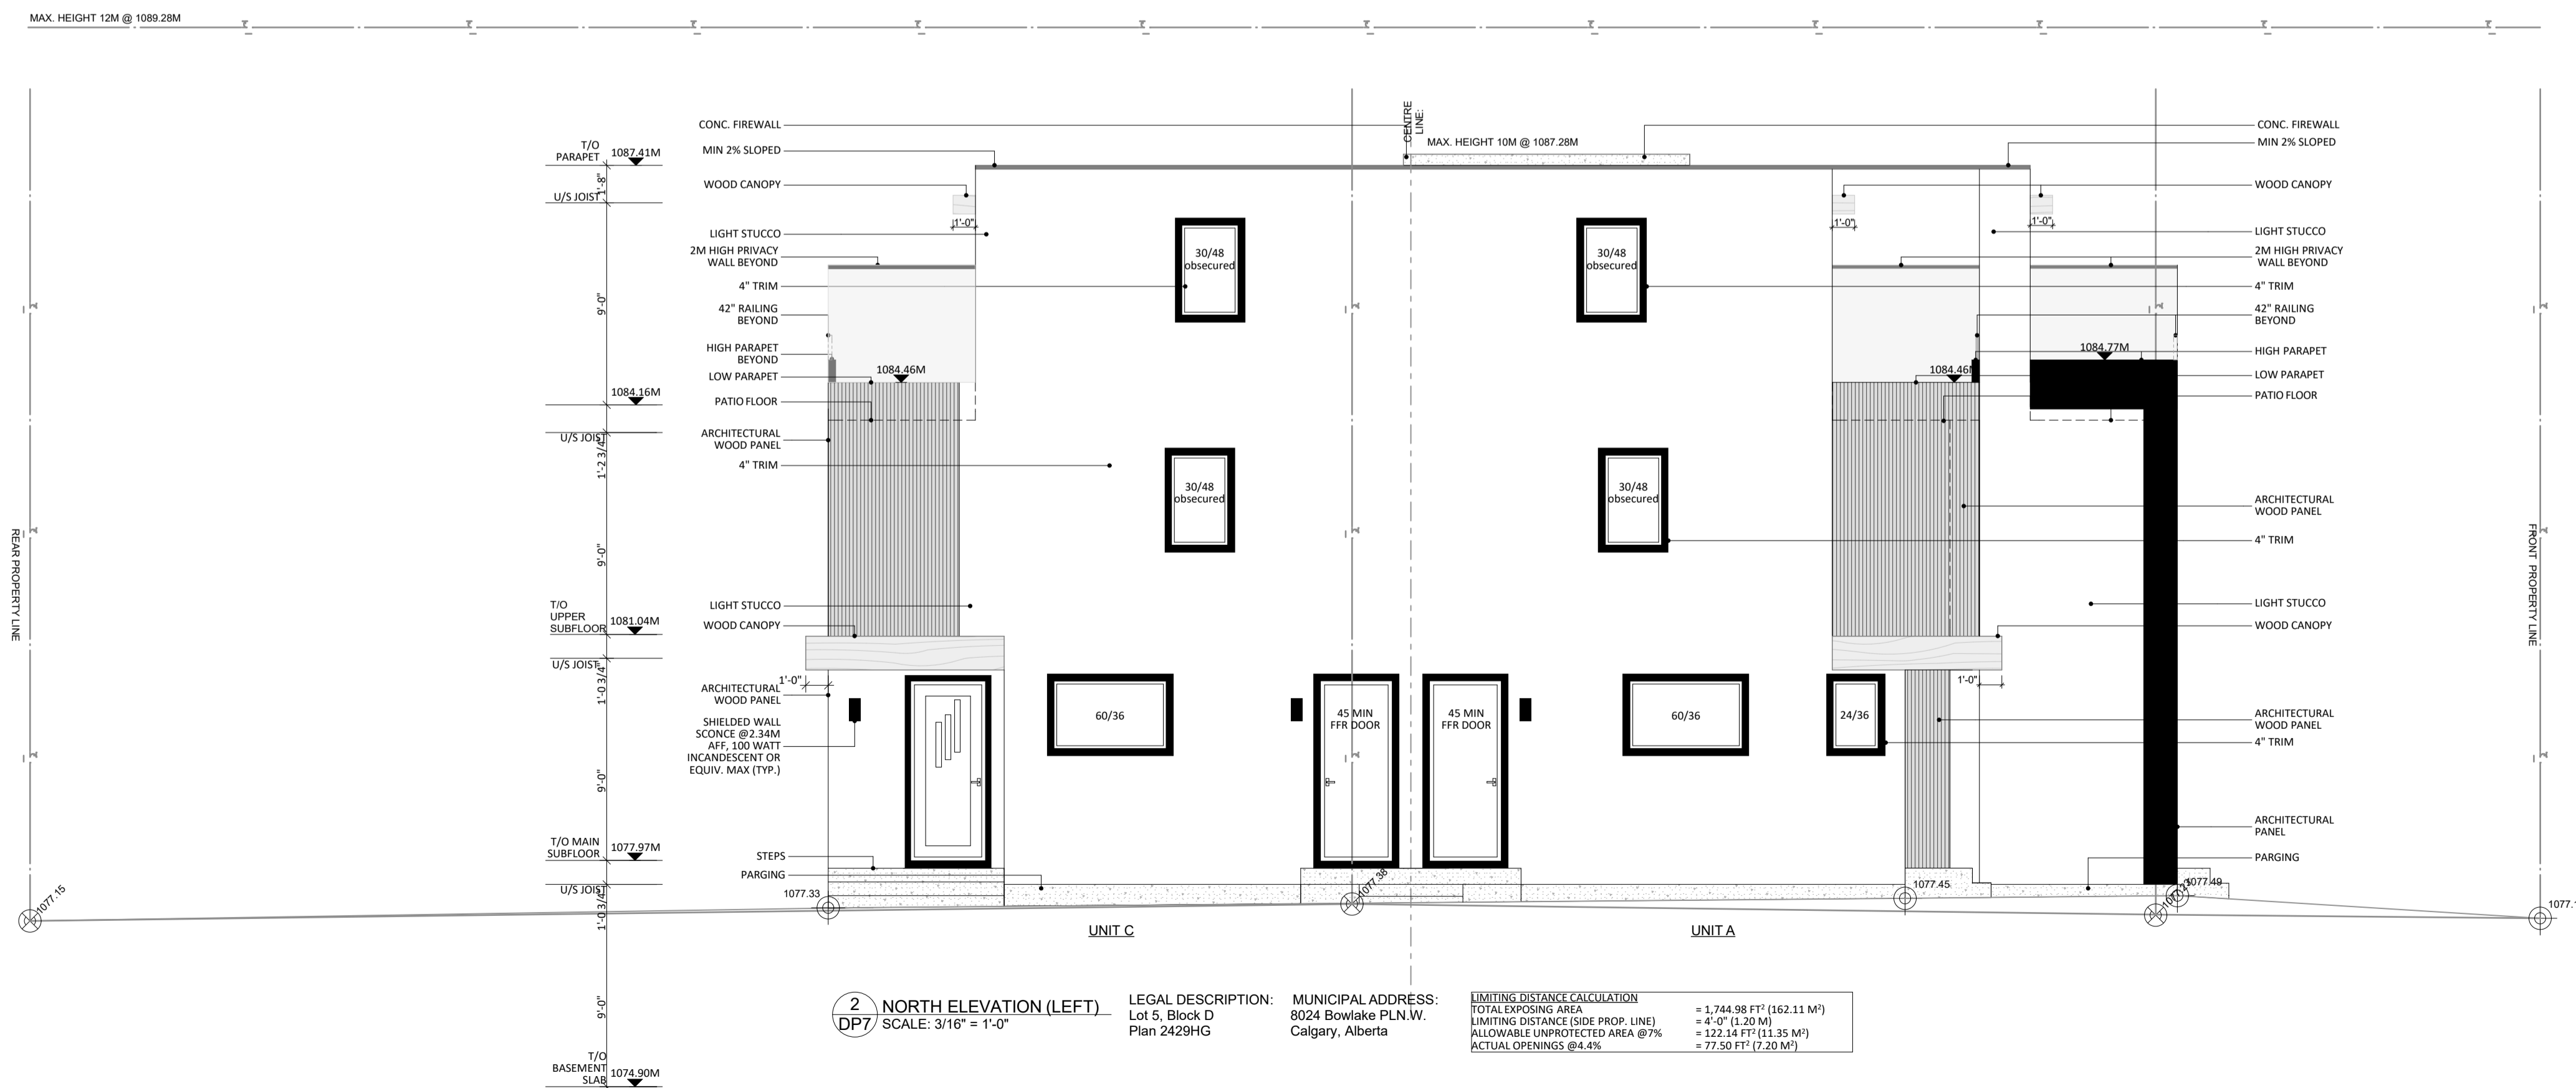 MAX. HEIGHT 12M @ 1089.28M
CENTRE
LINE:
MAX. HEIGHT 10M @ 1087.28M
T/O
PARAPET
1087.41M
1'-8"
U/S JOIST
9'-0"
1084.16M
U/S JOIST
1'-2 3/4"
9'-0"
T/O
UPPER
SUBFLOOR
1081.04M
U/S JOIST
1'-0 3/4"
9'-0"
T/O MAIN
SUBFLOOR
1077.97M
U/S JOIST
1'-0 3/4"
9'-0"
T/O
BASEMENT
SLAB
1074.90M
REAR PROPERTY LINE
1077.15
CONC. FIREWALL
MIN 2% SLOPED
WOOD CANOPY
LIGHT STUCCO
2M HIGH PRIVACY
WALL BEYOND
4" TRIM
42" RAILING
BEYOND
HIGH PARAPET
BEYOND
LOW PARAPET
PATIO FLOOR
ARCHITECTURAL
WOOD PANEL
4" TRIM
LIGHT STUCCO
WOOD CANOPY
ARCHITECTURAL
WOOD PANEL
SHIELDED WALL
SCONCE @2.34M
AFF, 100 WATT
INCANDESCENT OR
EQUIV. MAX (TYP.)
STEPS
PARGING
1'-0"
1'-0"
1'-0"
30/48
obsecured
30/48
obsecured
1084.46M
1084.46M
1084.77M
30/48
obsecured
30/48
obsecured
1'-0"
1'-0"
60/36
45 MIN
FFR DOOR
45 MIN
FFR DOOR
60/36
24/36
1077.33
1077.38
1077.45
1077.49
UNIT C
UNIT A
CONC. FIREWALL
MIN 2% SLOPED
WOOD CANOPY
LIGHT STUCCO
2M HIGH PRIVACY
WALL BEYOND
4" TRIM
42" RAILING
BEYOND
HIGH PARAPET
LOW PARAPET
PATIO FLOOR
ARCHITECTURAL
WOOD PANEL
4" TRIM
LIGHT STUCCO
WOOD CANOPY
ARCHITECTURAL
WOOD PANEL
4" TRIM
ARCHITECTURAL
PANEL
PARGING
FRONT PROPERTY LINE
2
DP7
NORTH ELEVATION (LEFT)
SCALE: 3/16" = 1'-0"
LEGAL DESCRIPTION:
Lot 5, Block D
Plan 2429HG
MUNICIPAL ADDRESS:
8024 Bowlake PLN.W.
Calgary, Alberta
LIMITING DISTANCE CALCULATION
TOTAL EXPOSING AREA = 1,744.98 FT² (162.11 M²)
LIMITING DISTANCE (SIDE PROP. LINE) = 4'-0" (1.20 M)
ALLOWABLE UNPROTECTED AREA @7% = 122.14 FT² (11.35 M²)
ACTUAL OPENINGS @4.4% = 77.50 FT² (7.20 M²)